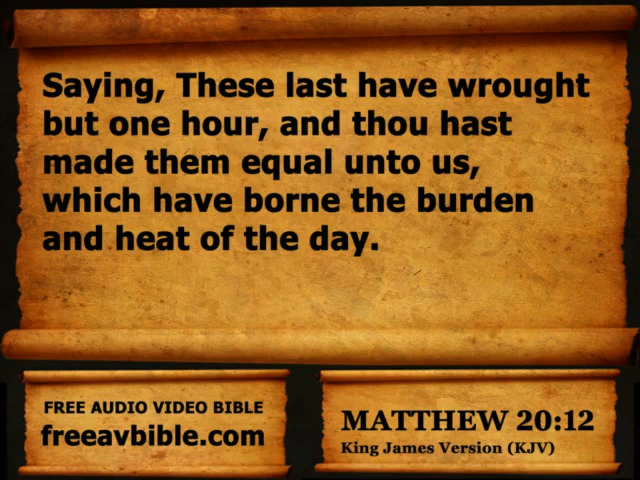 Saying, These last have wrought
but one hour, and thou hast
made them equal unto us,
which have borne the burden
and heat of the day.
FREE AUDIO VIDEO BIBLE
freeavbible.com
MATTHEW 20:12
King James Version (KJV)